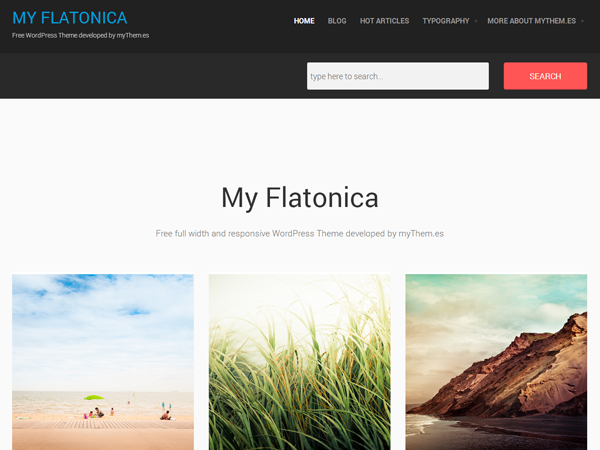 MY FLATONICA
Free WordPress Theme developed by myThem.es
HOME BLOG HOT ARTICLES TYPOGRAPHY MORE ABOUT MYTHEM.ES
type here to search... SEARCH
My Flatonica
Free full width and responsive WordPress Theme developed by myThem.es